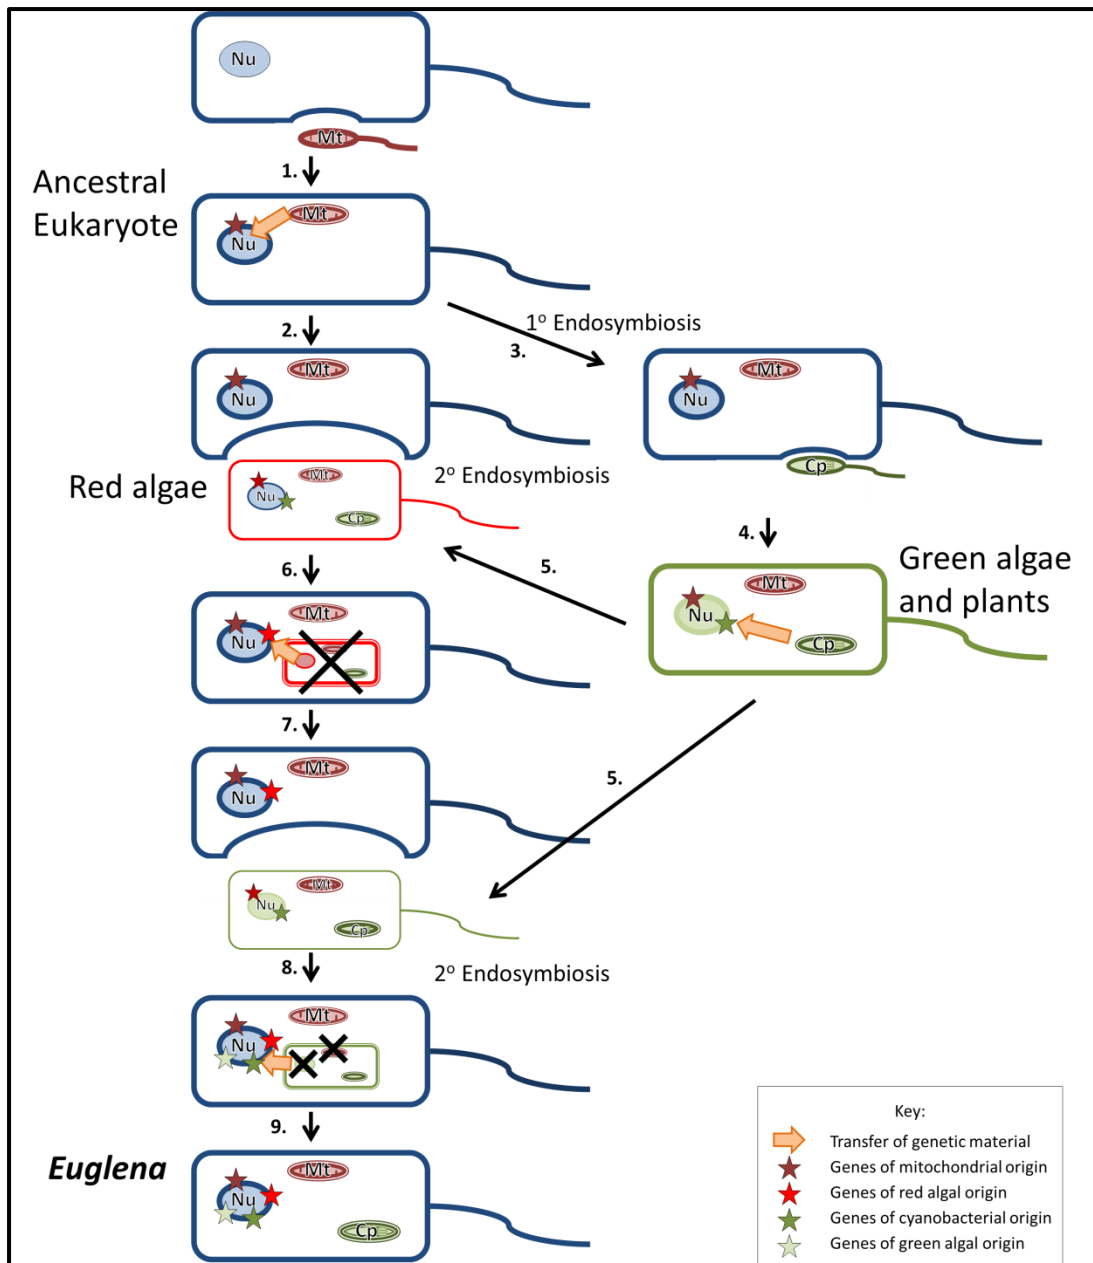 Nu
Mt
1.
Ancestral
Eukaryote
Mt
Nu
2.
1º Endosymbiosis
3.
Mt
Nu
Mt
Nu
Cp
Red algae
2º Endosymbiosis
Mt
Nu
Cp
4.
5.
6.
Green algae
and plants
Mt
Nu
Cp
Mt
Nu
7.
5.
Mt
Nu
Mt
Nu
Cp
8.
2º Endosymbiosis
Mt
Nu
9.
Euglena
Mt
Nu
Cp
Key:
Transfer of genetic material
Genes of mitochondrial origin
Genes of red algal origin
Genes of cyanobacterial origin
Genes of green algal origin